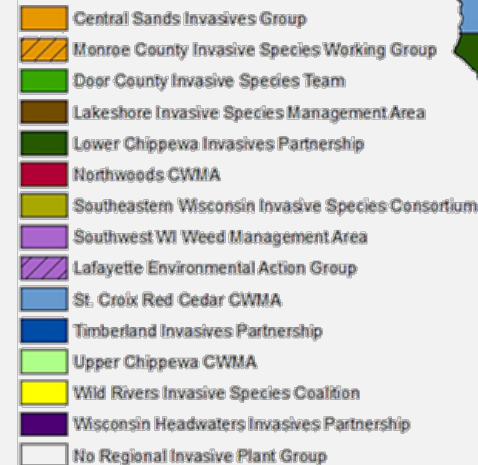 Central Sands Invasives Group
Monroe County Invasive Species Working Group
Door County Invasive Species Team
Lakeshore Invasive Species Management Area
Lower Chippewa Invasives Partnership
Northwoods CWMA
Southeastern Wisconsin Invasive Species Consortium
Southwest WI Weed Management Area
Lafayette Environmental Action Group
St. Croix Red Cedar CWMA
Timberland Invasives Partnership
Upper Chippewa CWMA
Wild Rivers Invasive Species Coalition
Wisconsin Headwaters Invasives Partnership
No Regional Invasive Plant Group